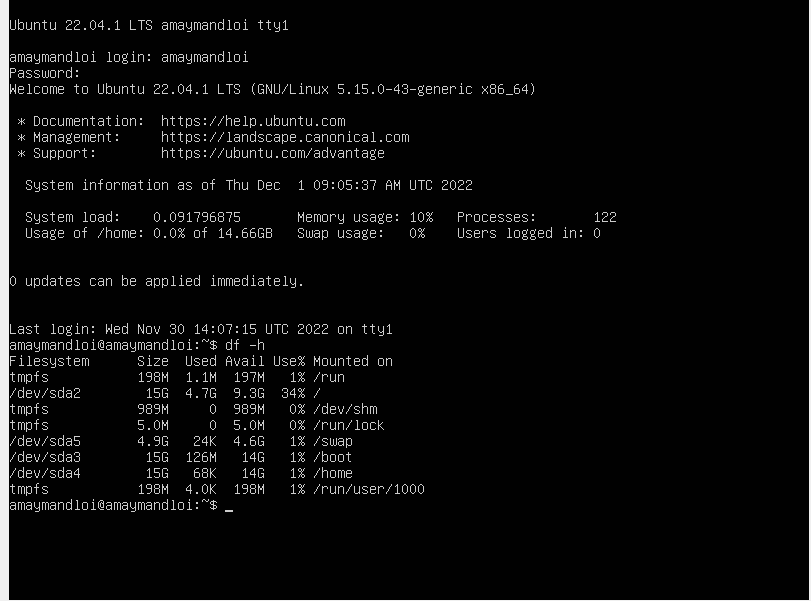 Ubuntu 22.04.1 LTS amaymandloi tty1
amaymandloi login: amaymandloi
Password:
Welcome to Ubuntu 22.04.1 LTS (GNU/Linux 5.15.0-43-generic x86_64)
 * Documentation:  https://help.ubuntu.com
 * Management:     https://landscape.canonical.com
 * Support:        https://ubuntu.com/advantage
  System information as of Thu Dec  1 09:05:37 AM UTC 2022
  System load:    0.091796875       Memory usage: 10%   Processes:       122
  Usage of /home: 0.0% of 14.66GB   Swap usage:   0%    Users logged in: 0
0 updates can be applied immediately.
Last login: Wed Nov 30 14:07:15 UTC 2022 on tty1
amaymandloi@amaymandloi:~$ df -h
Filesystem      Size  Used Avail Use% Mounted on
tmpfs           198M  1.1M  197M   1% /run
/dev/sda2        15G  4.7G  9.3G  34% /
tmpfs           989M     0  989M   0% /dev/shm
tmpfs           5.0M     0  5.0M   0% /run/lock
/dev/sda5       4.9G   24K  4.6G   1% /swap
/dev/sda3        15G  126M   14G   1% /boot
/dev/sda4        15G   68K   14G   1% /home
tmpfs           198M  4.0K  198M   1% /run/user/1000
amaymandloi@amaymandloi:~$ _